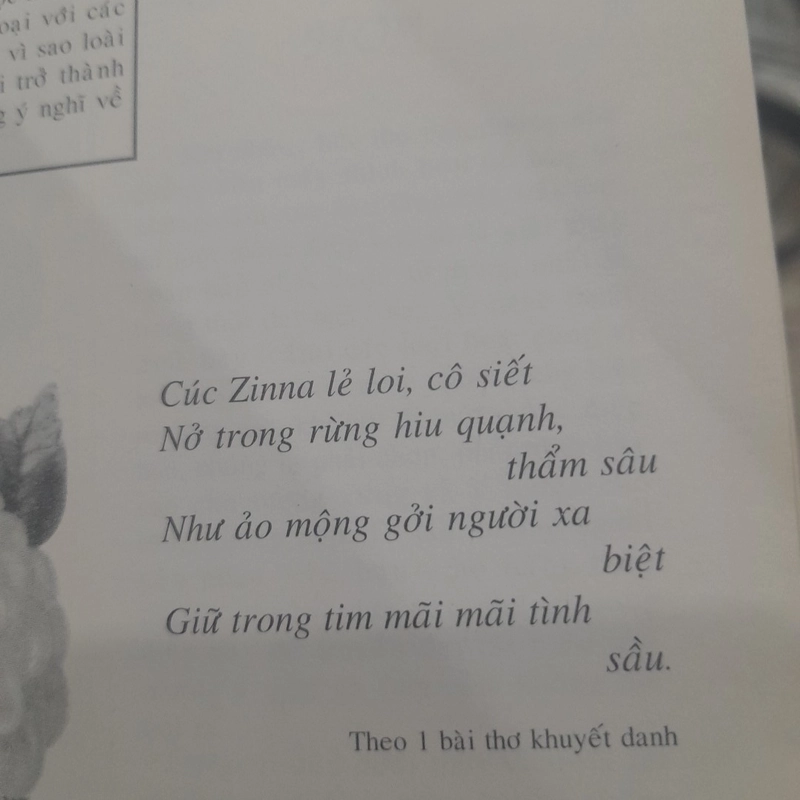 oại với các
vì sao loài
i trở thành
g ý nghĩ về
Cúc Zinna lẻ loi, cô siết
Nở trong rừng hiu quạnh,
thẩm sâu
Như ảo mộng gởi người xa
biệt
Giữ trong tim mãi mãi tình
sầu.
Theo 1 bài thơ khuyết danh